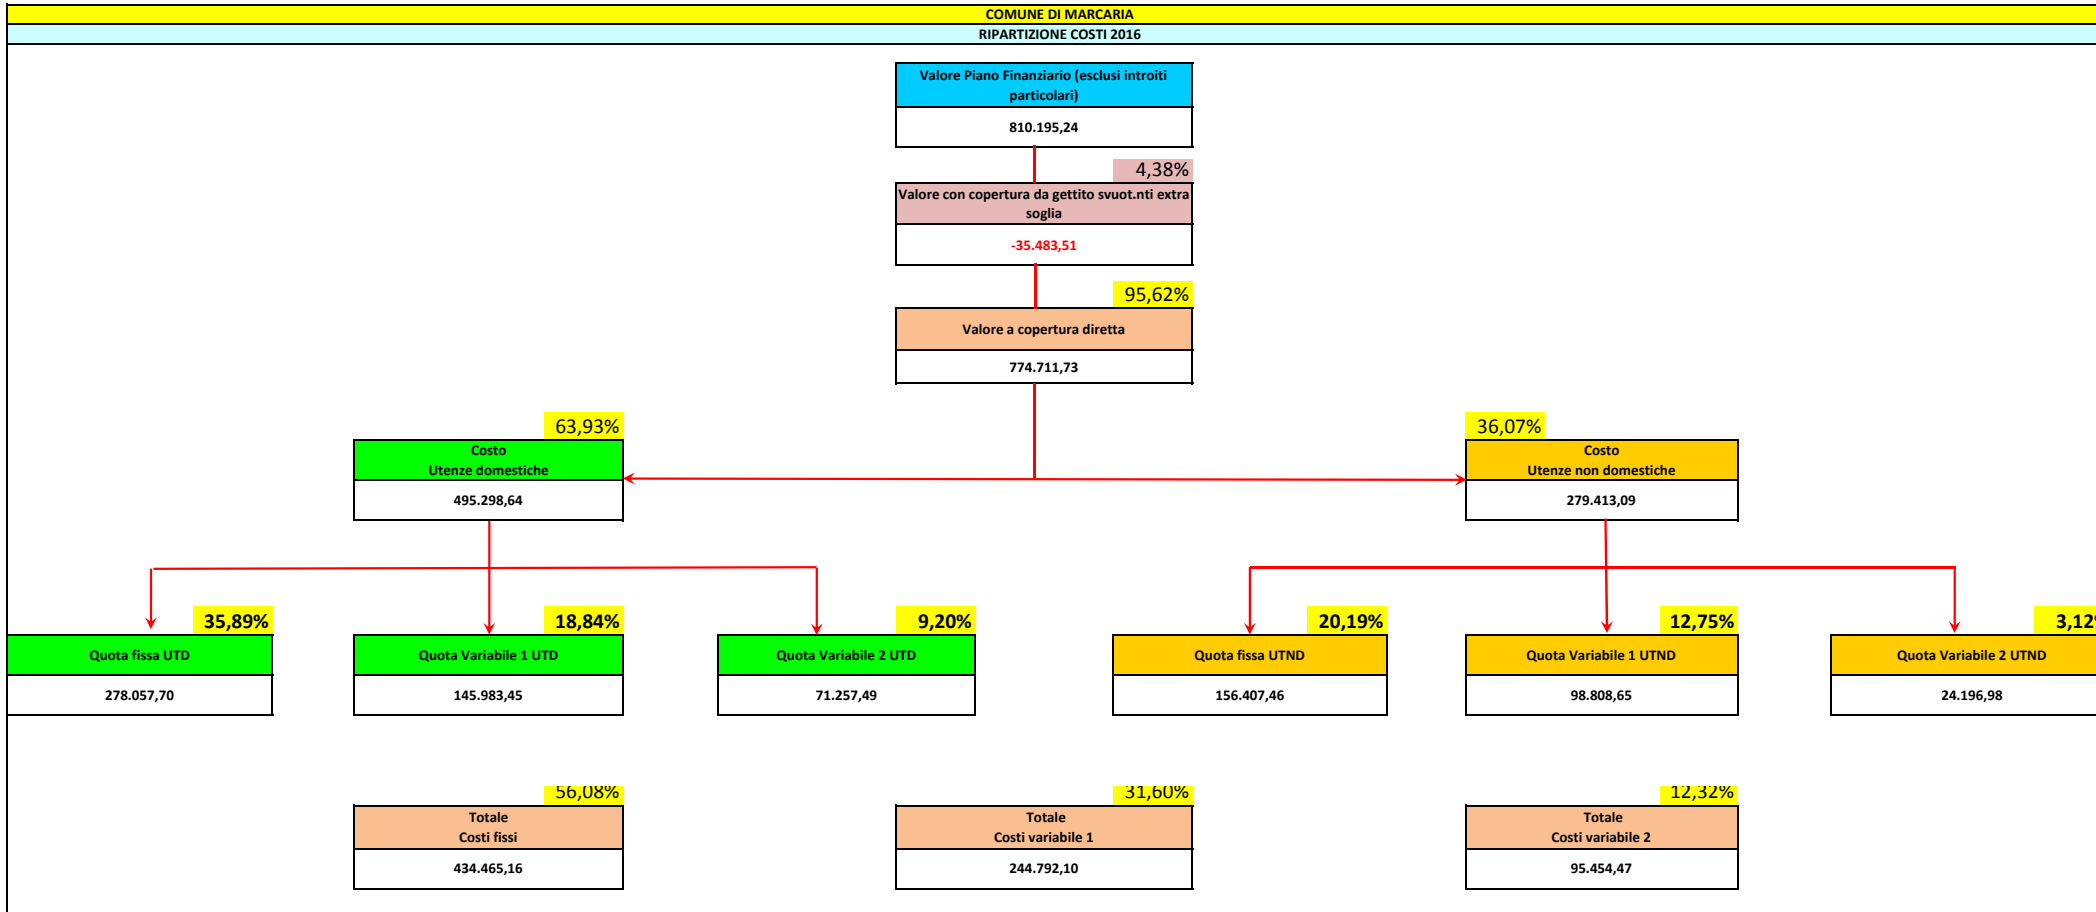 COMUNE DI MARCARIA
RIPARTIZIONE COSTI 2016
Valore Piano Finanziario (esclusi introiti
particolari)
810.195,24
4,38%
Valore con copertura da gettito svuot.nti extra
soglia
-35.483,51
95,62%
Valore a copertura diretta
774.711,73
63,93%
36,07%
Costo
Utenze domestiche
495.298,64
Costo
Utenze non domestiche
279.413,09
35,89%
18,84%
9,20%
20,19%
12,75%
3,12%
Quota fissa UTD
Quota Variabile 1 UTD
Quota Variabile 2 UTD
Quota fissa UTND
Quota Variabile 1 UTND
Quota Variabile 2 UTND
278.057,70
145.983,45
71.257,49
156.407,46
98.808,65
24.196,98
56,08%
31,60%
12,32%
Totale
Costi fissi
434.465,16
Totale
Costi variabile 1
244.792,10
Totale
Costi variabile 2
95.454,47